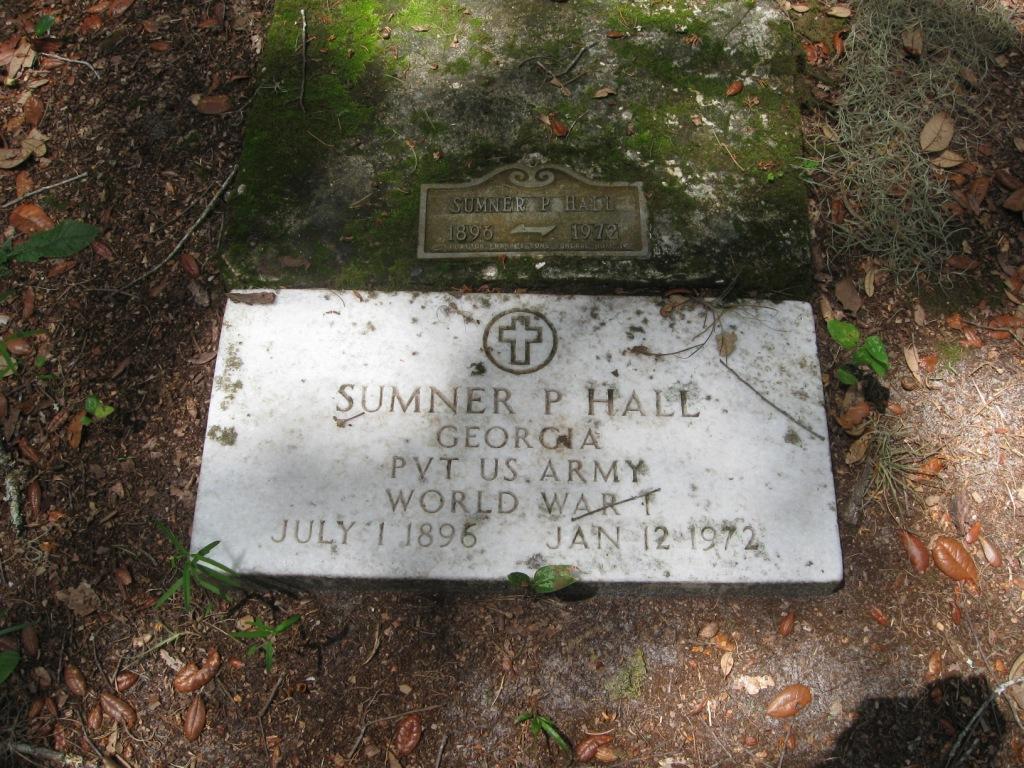 SUMNER P HALL
1896 1972
SUMNER P HALL
GEORGIA
PVT US ARMY
WORLD WAR I
JULY 1 1896 JAN 12 1972